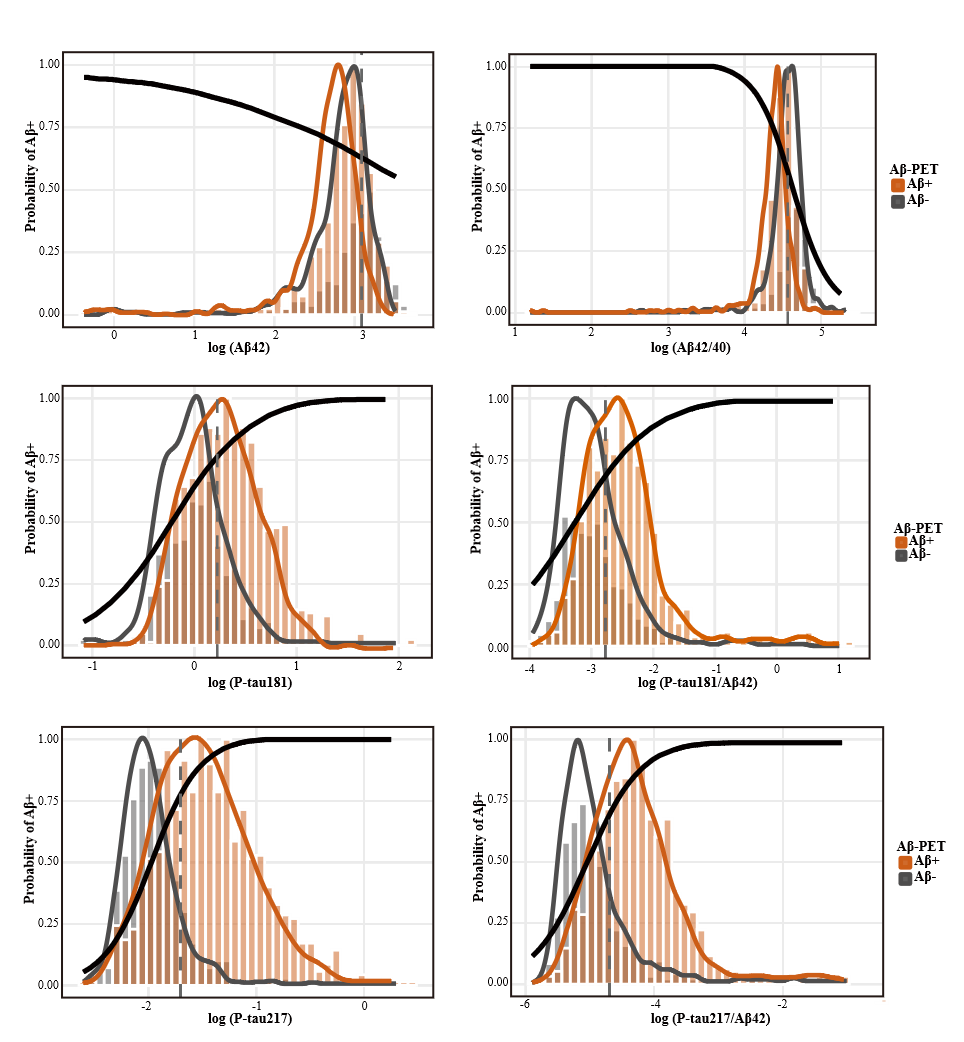 1.00
0.75
0.50
0.25
0.00
Probability of Aβ+
0
1
2
3
log (Aβ42)
1.00
0.75
0.50
0.25
0.00
Probability of Aβ+
1
2
3
4
5
log (Aβ42/40)
Aβ-PET
Aβ+
Aβ-
1.00
0.75
0.50
0.25
0.00
Probability of Aβ+
-1
0
1
2
log (P-tau181)
1.00
0.75
0.50
0.25
0.00
Probability of Aβ+
-4
-3
-2
-1
0
1
log (P-tau181/Aβ42)
Aβ-PET
Aβ+
Aβ-
1.00
0.75
0.50
0.25
0.00
Probability of Aβ+
-2
-1
0
log (P-tau217)
1.00
0.75
0.50
0.25
0.00
Probability of Aβ+
-6
-4
-2
log (P-tau217/Aβ42)
Aβ-PET
Aβ+
Aβ-